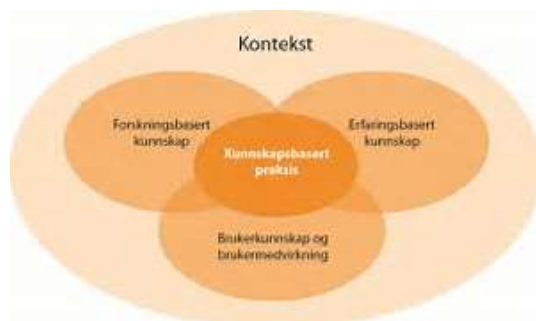 Kontekst
Forskningsbasert
kunnskap
Erfaringsbasert
kunnskap
Kunnskapsbasert
praksis
Brukerkunnskap og
brukermedvirkning